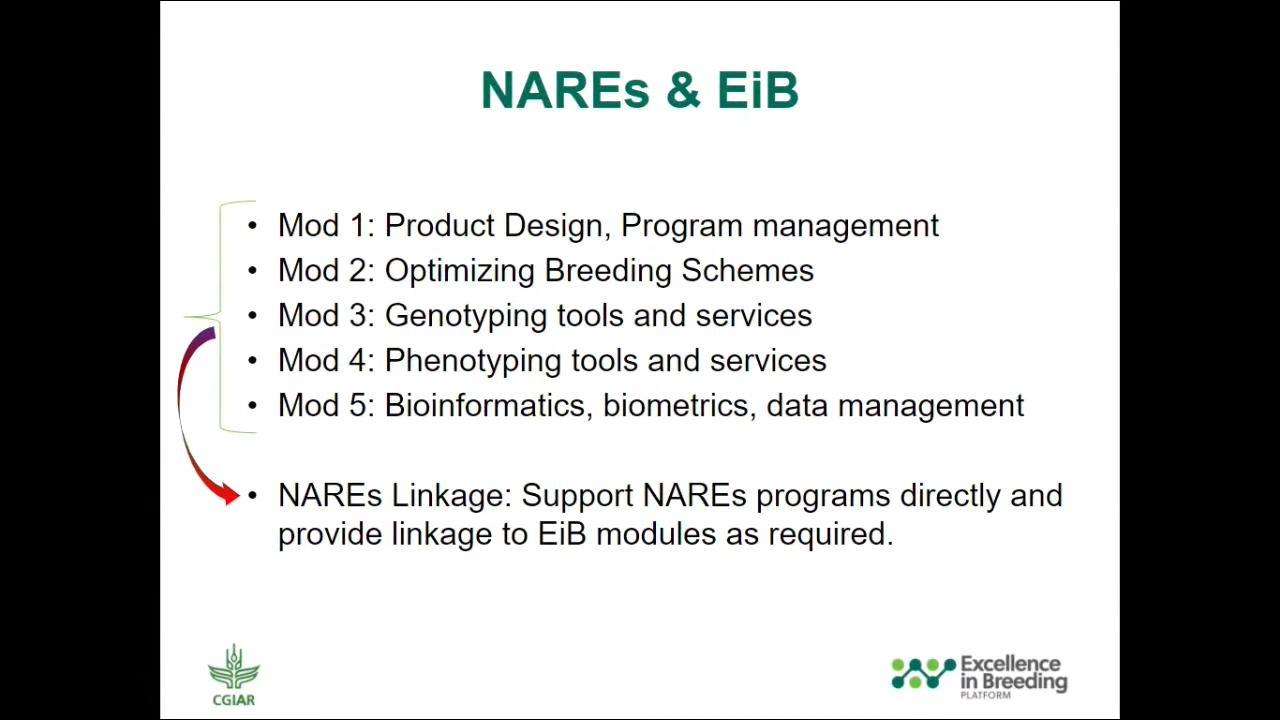 NAREs & EiB
• Mod 1: Product Design, Program management
• Mod 2: Optimizing Breeding Schemes
• Mod 3: Genotyping tools and services
• Mod 4: Phenotyping tools and services
• Mod 5: Bioinformatics, biometrics, data management
• NAREs Linkage: Support NAREs programs directly and
provide linkage to EiB modules as required.
CGIAR
Excellence
in Breeding
PLATFORM